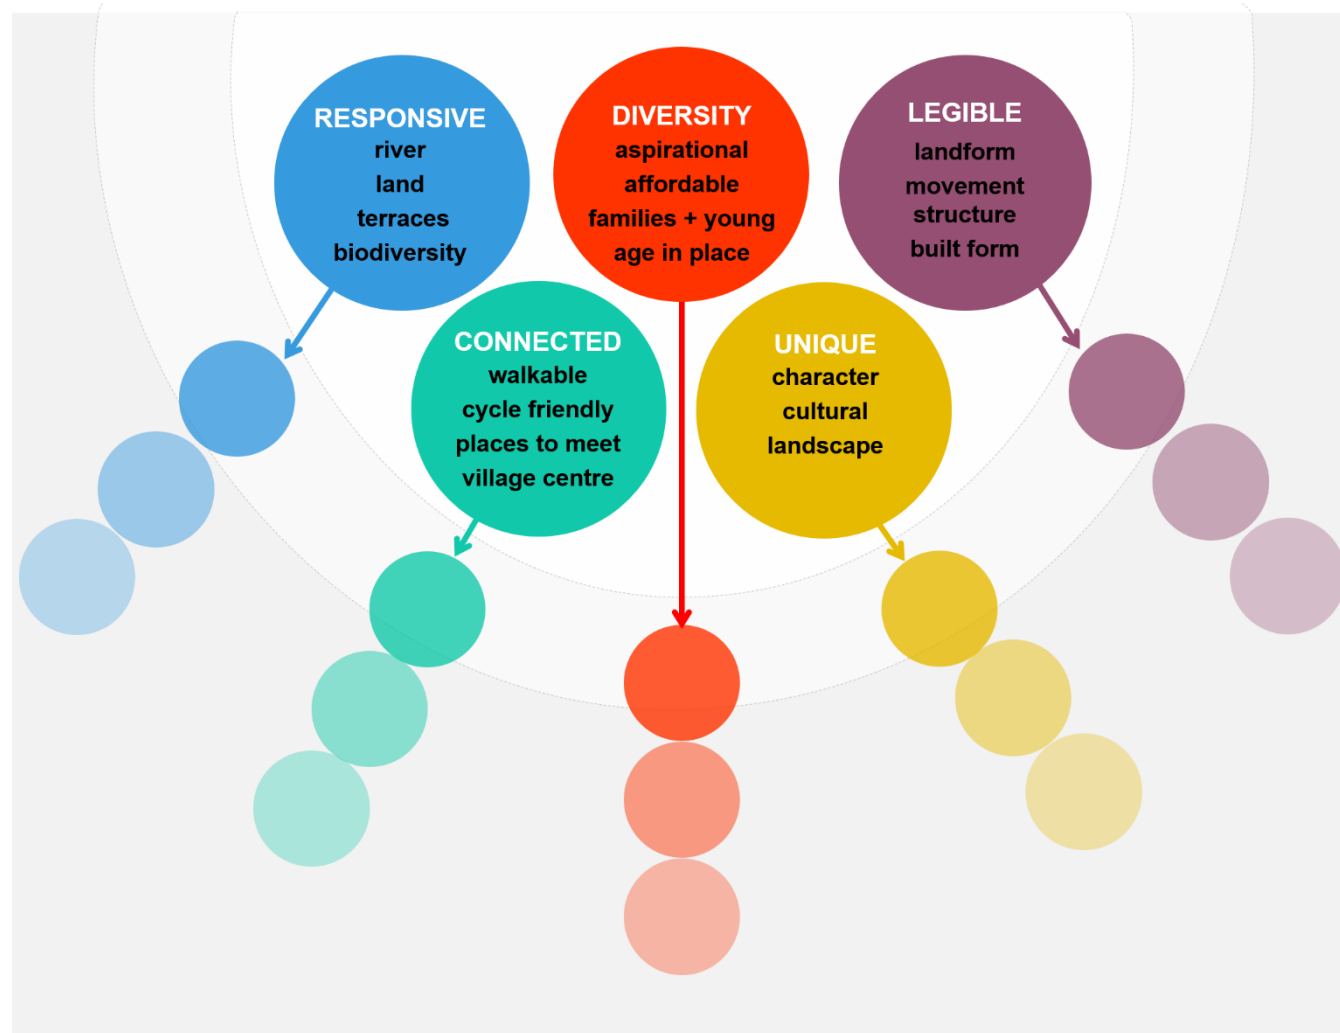 RESPONSIVE
river
land
terraces
biodiversity
DIVERSITY
aspirational
affordable
families + young
age in place
LEGIBLE
landform
movement
structure
built form
CONNECTED
walkable
cycle friendly
places to meet
village centre
UNIQUE
character
cultural
landscape